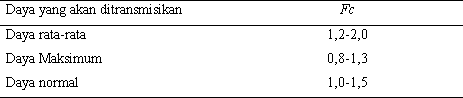 Daya yang akan ditransmisikan Fc
Daya rata-rata 1,2-2,0
Daya Maksimum 0,8-1,3
Daya normal 1,0-1,5